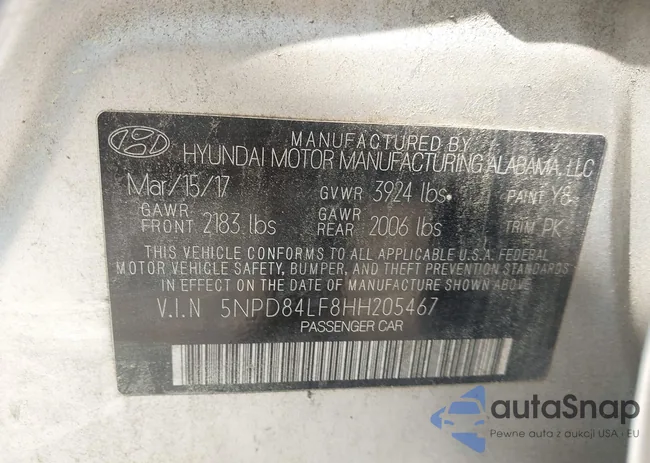 MANUFACTURED BY
HYUNDAI MOTOR MANUFACTURING ALABAMA, LLC
Mar/15/17 GVWR 3924 lbs. PAINT Y8
GAWR FRONT 2183 lbs GAWR REAR 2006 lbs TRIM PK
THIS VEHICLE CONFORMS TO ALL APPLICABLE U.S.A. FEDERAL
MOTOR VEHICLE SAFETY, BUMPER, AND THEFT PREVENTION STANDARDS
IN EFFECT ON THE DATE OF MANUFACTURE SHOWN ABOVE.
V.I.N 5NPD84LF8HH205467
PASSENGER CAR
autaSnap
Pewne auta z aukcji USA i EU